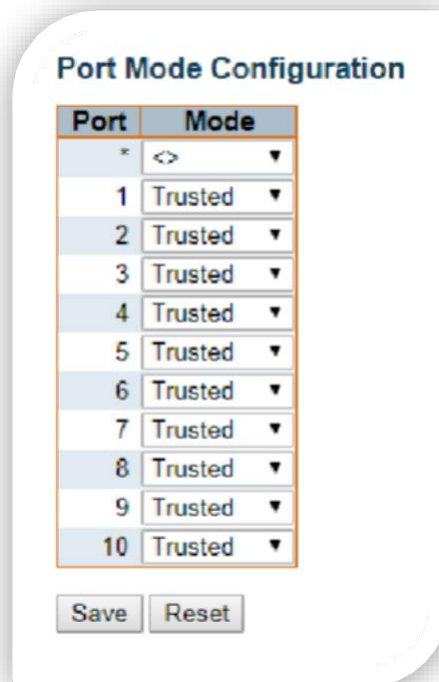 Port Mode Configuration
Port Mode
* <>
1 Trusted
2 Trusted
3 Trusted
4 Trusted
5 Trusted
6 Trusted
7 Trusted
8 Trusted
9 Trusted
10 Trusted
Save Reset